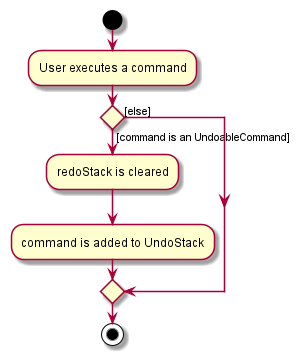 User executes a command
[else]
[command is an UndoableCommand]
redoStack is cleared
command is added to UndoStack